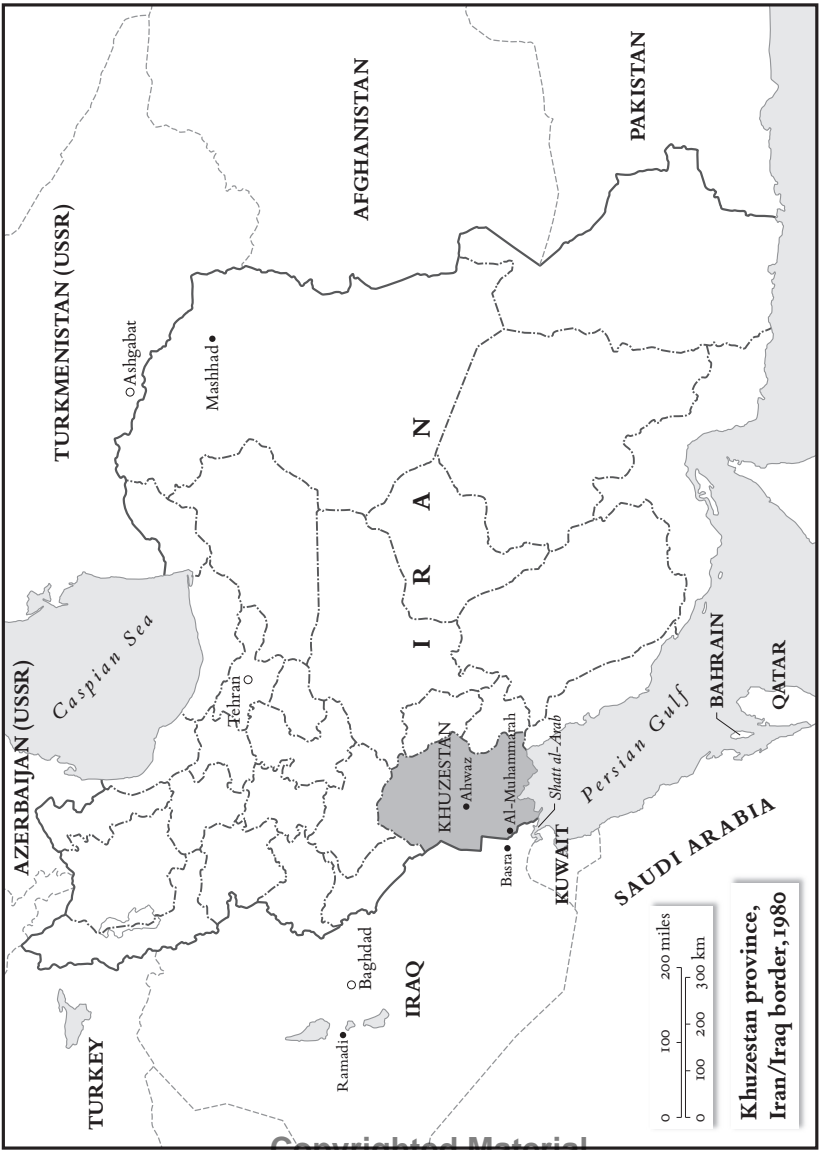 AZERBAIJAN (USSR)
TURKMENISTAN (USSR)
TURKEY
Caspian Sea
Ashgabat
Mashhad
Tehran
Ramadi
Baghdad
AFGHANISTAN
IRAQ
IRAN
KHUZESTAN
Ahwaz
Basra
Al-Muhammarah
Shatt al-Arab
KUWAIT
Persian Gulf
PAKISTAN
SAUDI ARABIA
BAHRAIN
QATAR
0 100 200 miles
0 100 200 300 km
Khuzestan province,
Iran/Iraq border, 1980
Copyrighted Material